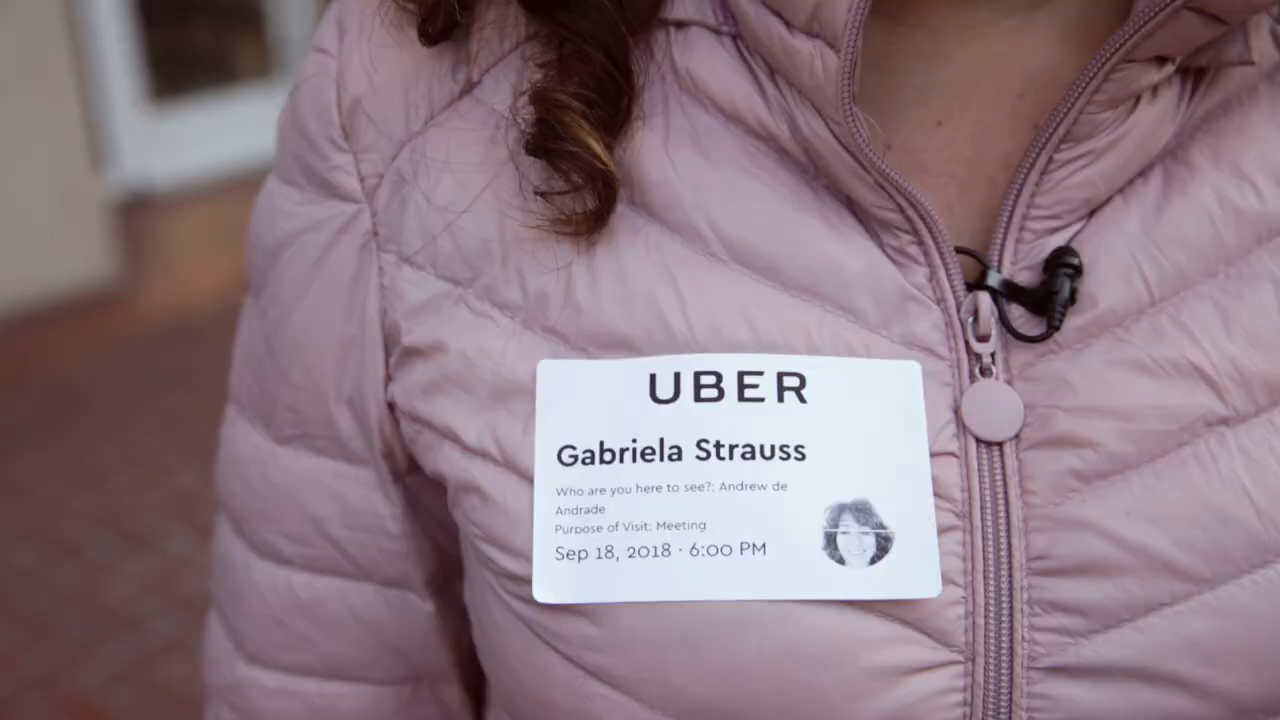 UBER
Gabriela Strauss
Who are you here to see?: Andrew de
Andrade
Purpose of Visit: Meeting
Sep 18, 2018 · 6:00 PM